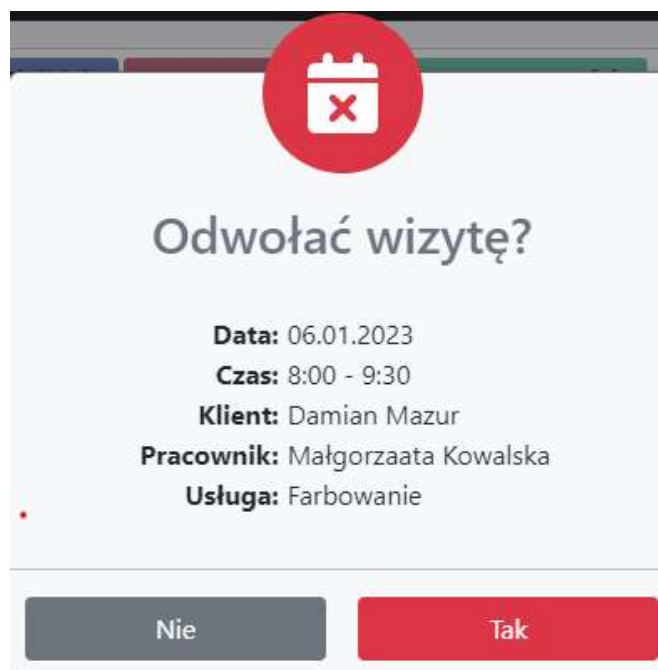 Odwołać wizytę?
Data: 06.01.2023
Czas: 8:00 - 9:30
Klient: Damian Mazur
Pracownik: Małgorzaata Kowalska
Usługa: Farbowanie
Nie
Tak